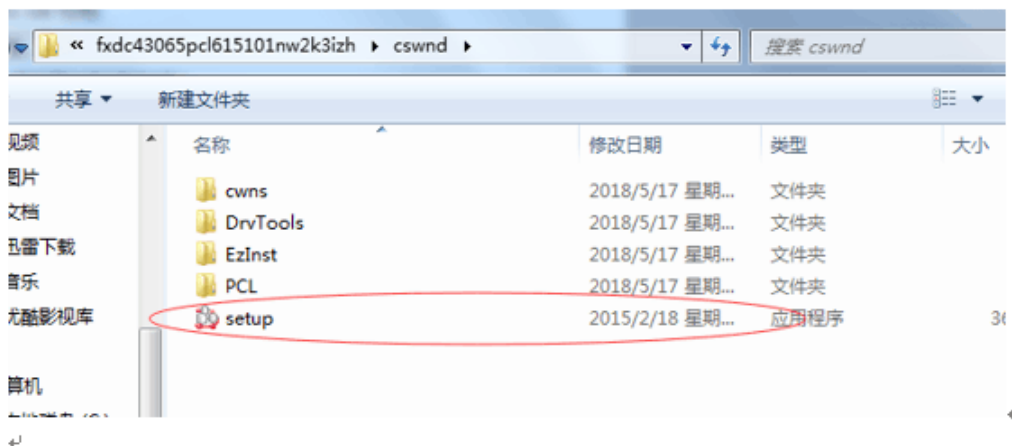 « fxdc43065pcl615101nw2k3izh ▸ cswnd ▸ 搜索 cswnd
共享 ▾ 新建文件夹
视频
图片
文档
迅雷下载
音乐
优酷影视库
算机
名称 修改日期 类型 大小
cwns 2018/5/17 星期... 文件夹
DrvTools 2018/5/17 星期... 文件夹
EzInst 2018/5/17 星期... 文件夹
PCL 2018/5/17 星期... 文件夹
setup 2015/2/18 星期... 应用程序 36